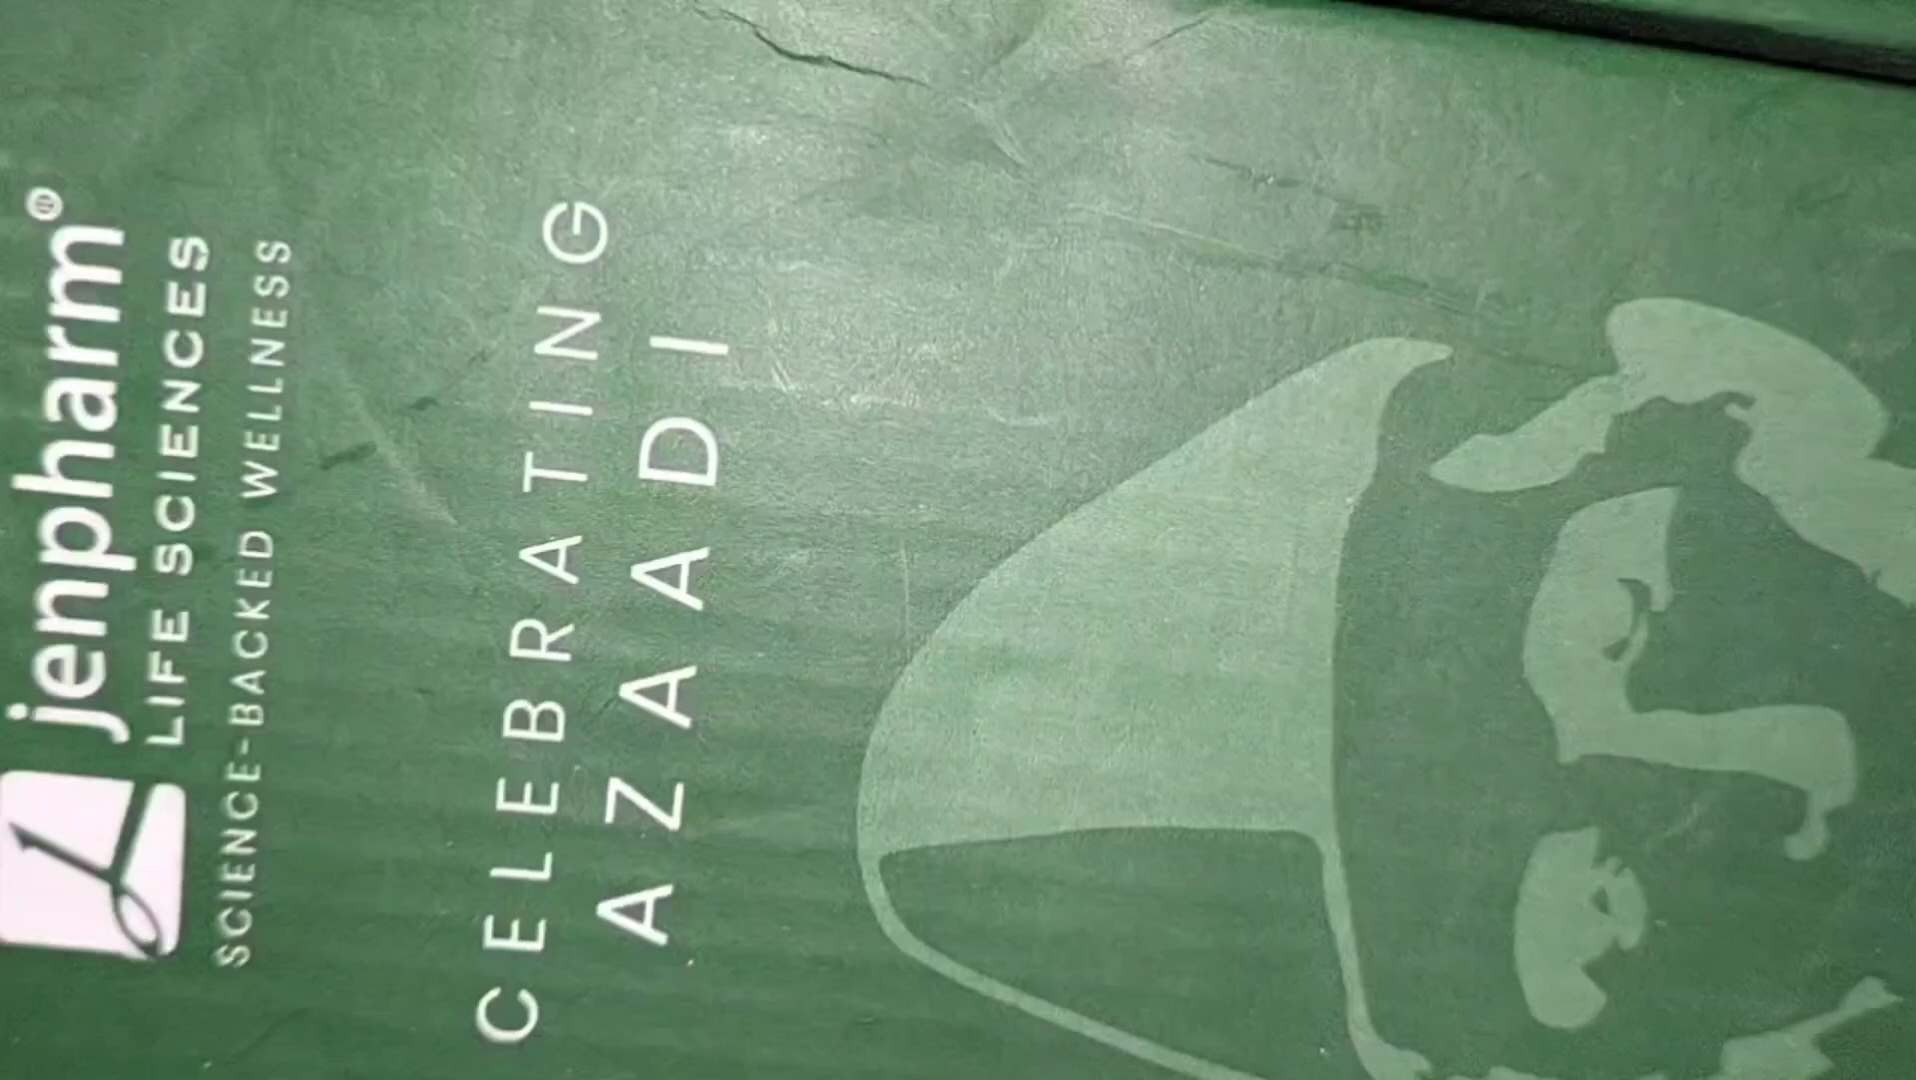 jenpharm®
LIFE SCIENCES
SCIENCE-BACKED WELLNESS
CELEBRATING
AZAADI